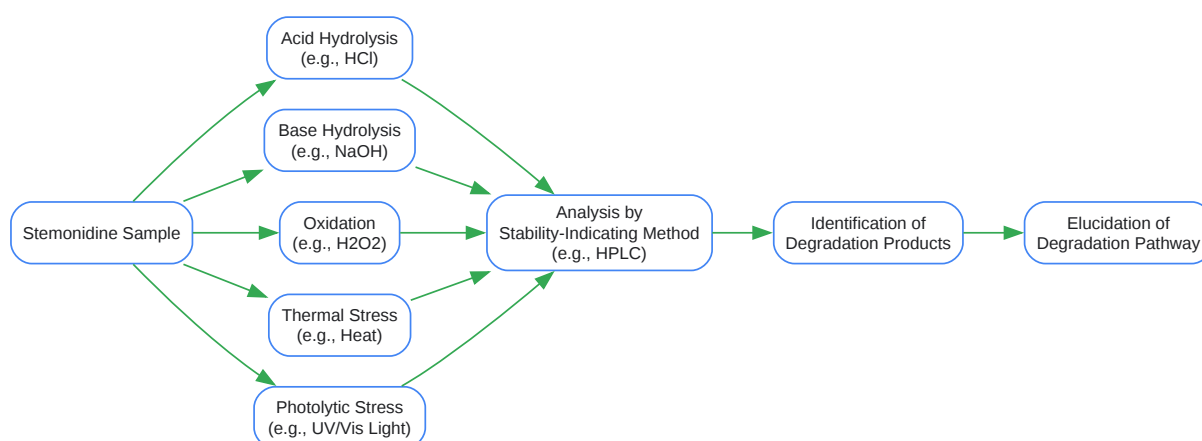 Acid Hydrolysis
(e.g., HCl)
Base Hydrolysis
(e.g., NaOH)
Stemonidine Sample
Oxidation
(e.g., H2O2)
Analysis by
Stability-Indicating Method
(e.g., HPLC)
Identification of
Degradation Products
Elucidation of
Degradation Pathway
Thermal Stress
(e.g., Heat)
Photolytic Stress
(e.g., UV/Vis Light)